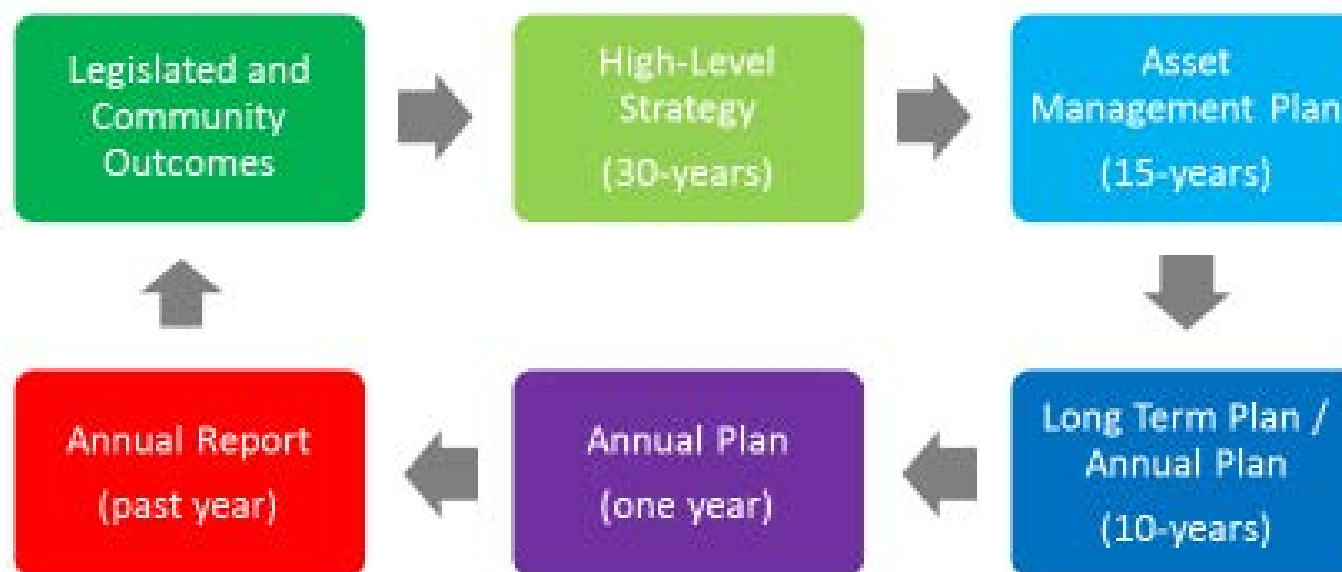 Legislated and
Community
Outcomes
High-Level
Strategy
(30-years)
Asset
Management Plan
(15-years)
Annual Report
(past year)
Annual Plan
(one year)
Long Term Plan /
Annual Plan
(10-years)